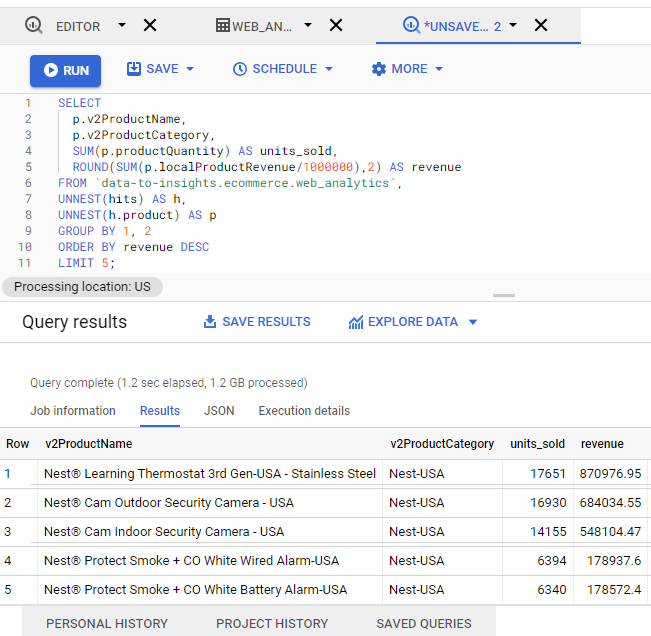 EDITOR
WEB_AN...
*UNSAVE... 2
RUN
SAVE
SCHEDULE
MORE
1 SELECT
2 p.v2ProductName,
3 p.v2ProductCategory,
4 SUM(p.productQuantity) AS units_sold,
5 ROUND(SUM(p.localProductRevenue/1000000),2) AS revenue
6 FROM `data-to-insights.ecommerce.web_analytics`,
7 UNNEST(hits) AS h,
8 UNNEST(h.product) AS p
9 GROUP BY 1, 2
10 ORDER BY revenue DESC
11 LIMIT 5;
Processing location: US
Query results
SAVE RESULTS
EXPLORE DATA
Query complete (1.2 sec elapsed, 1.2 GB processed)
Job information Results JSON Execution details
Row v2ProductName v2ProductCategory units_sold revenue
1 Nest® Learning Thermostat 3rd Gen-USA - Stainless Steel Nest-USA 17651 870976.95
2 Nest® Cam Outdoor Security Camera - USA Nest-USA 16930 684034.55
3 Nest® Cam Indoor Security Camera - USA Nest-USA 14155 548104.47
4 Nest® Protect Smoke + CO White Wired Alarm-USA Nest-USA 6394 178937.6
5 Nest® Protect Smoke + CO White Battery Alarm-USA Nest-USA 6340 178572.4
PERSONAL HISTORY PROJECT HISTORY SAVED QUERIES